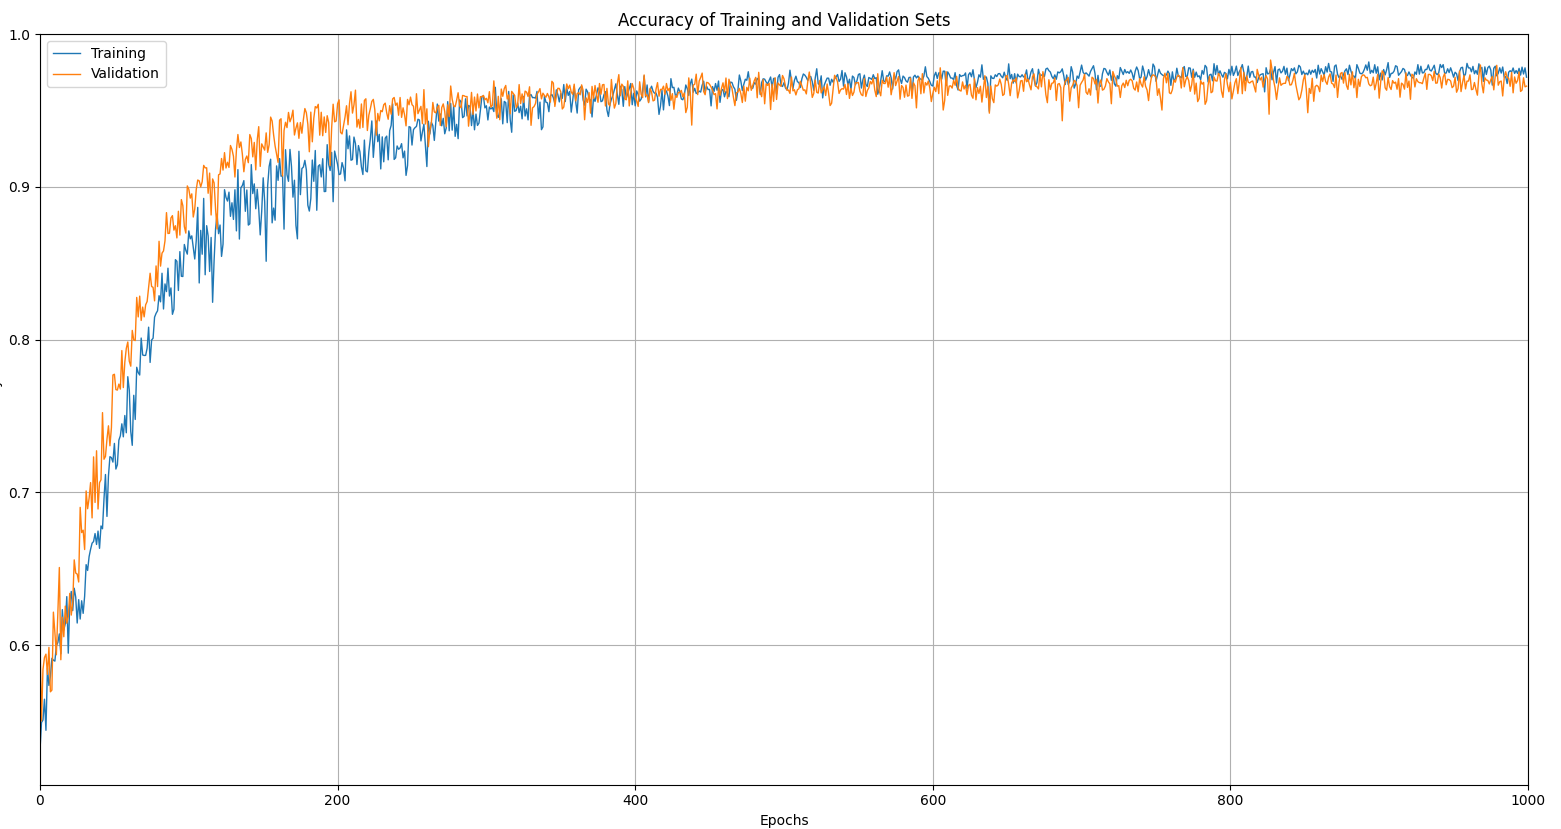 Accuracy of Training and Validation Sets
Training
Validation
1.0
0.9
0.8
0.7
0.6
0
200
400
600
800
1000
Epochs